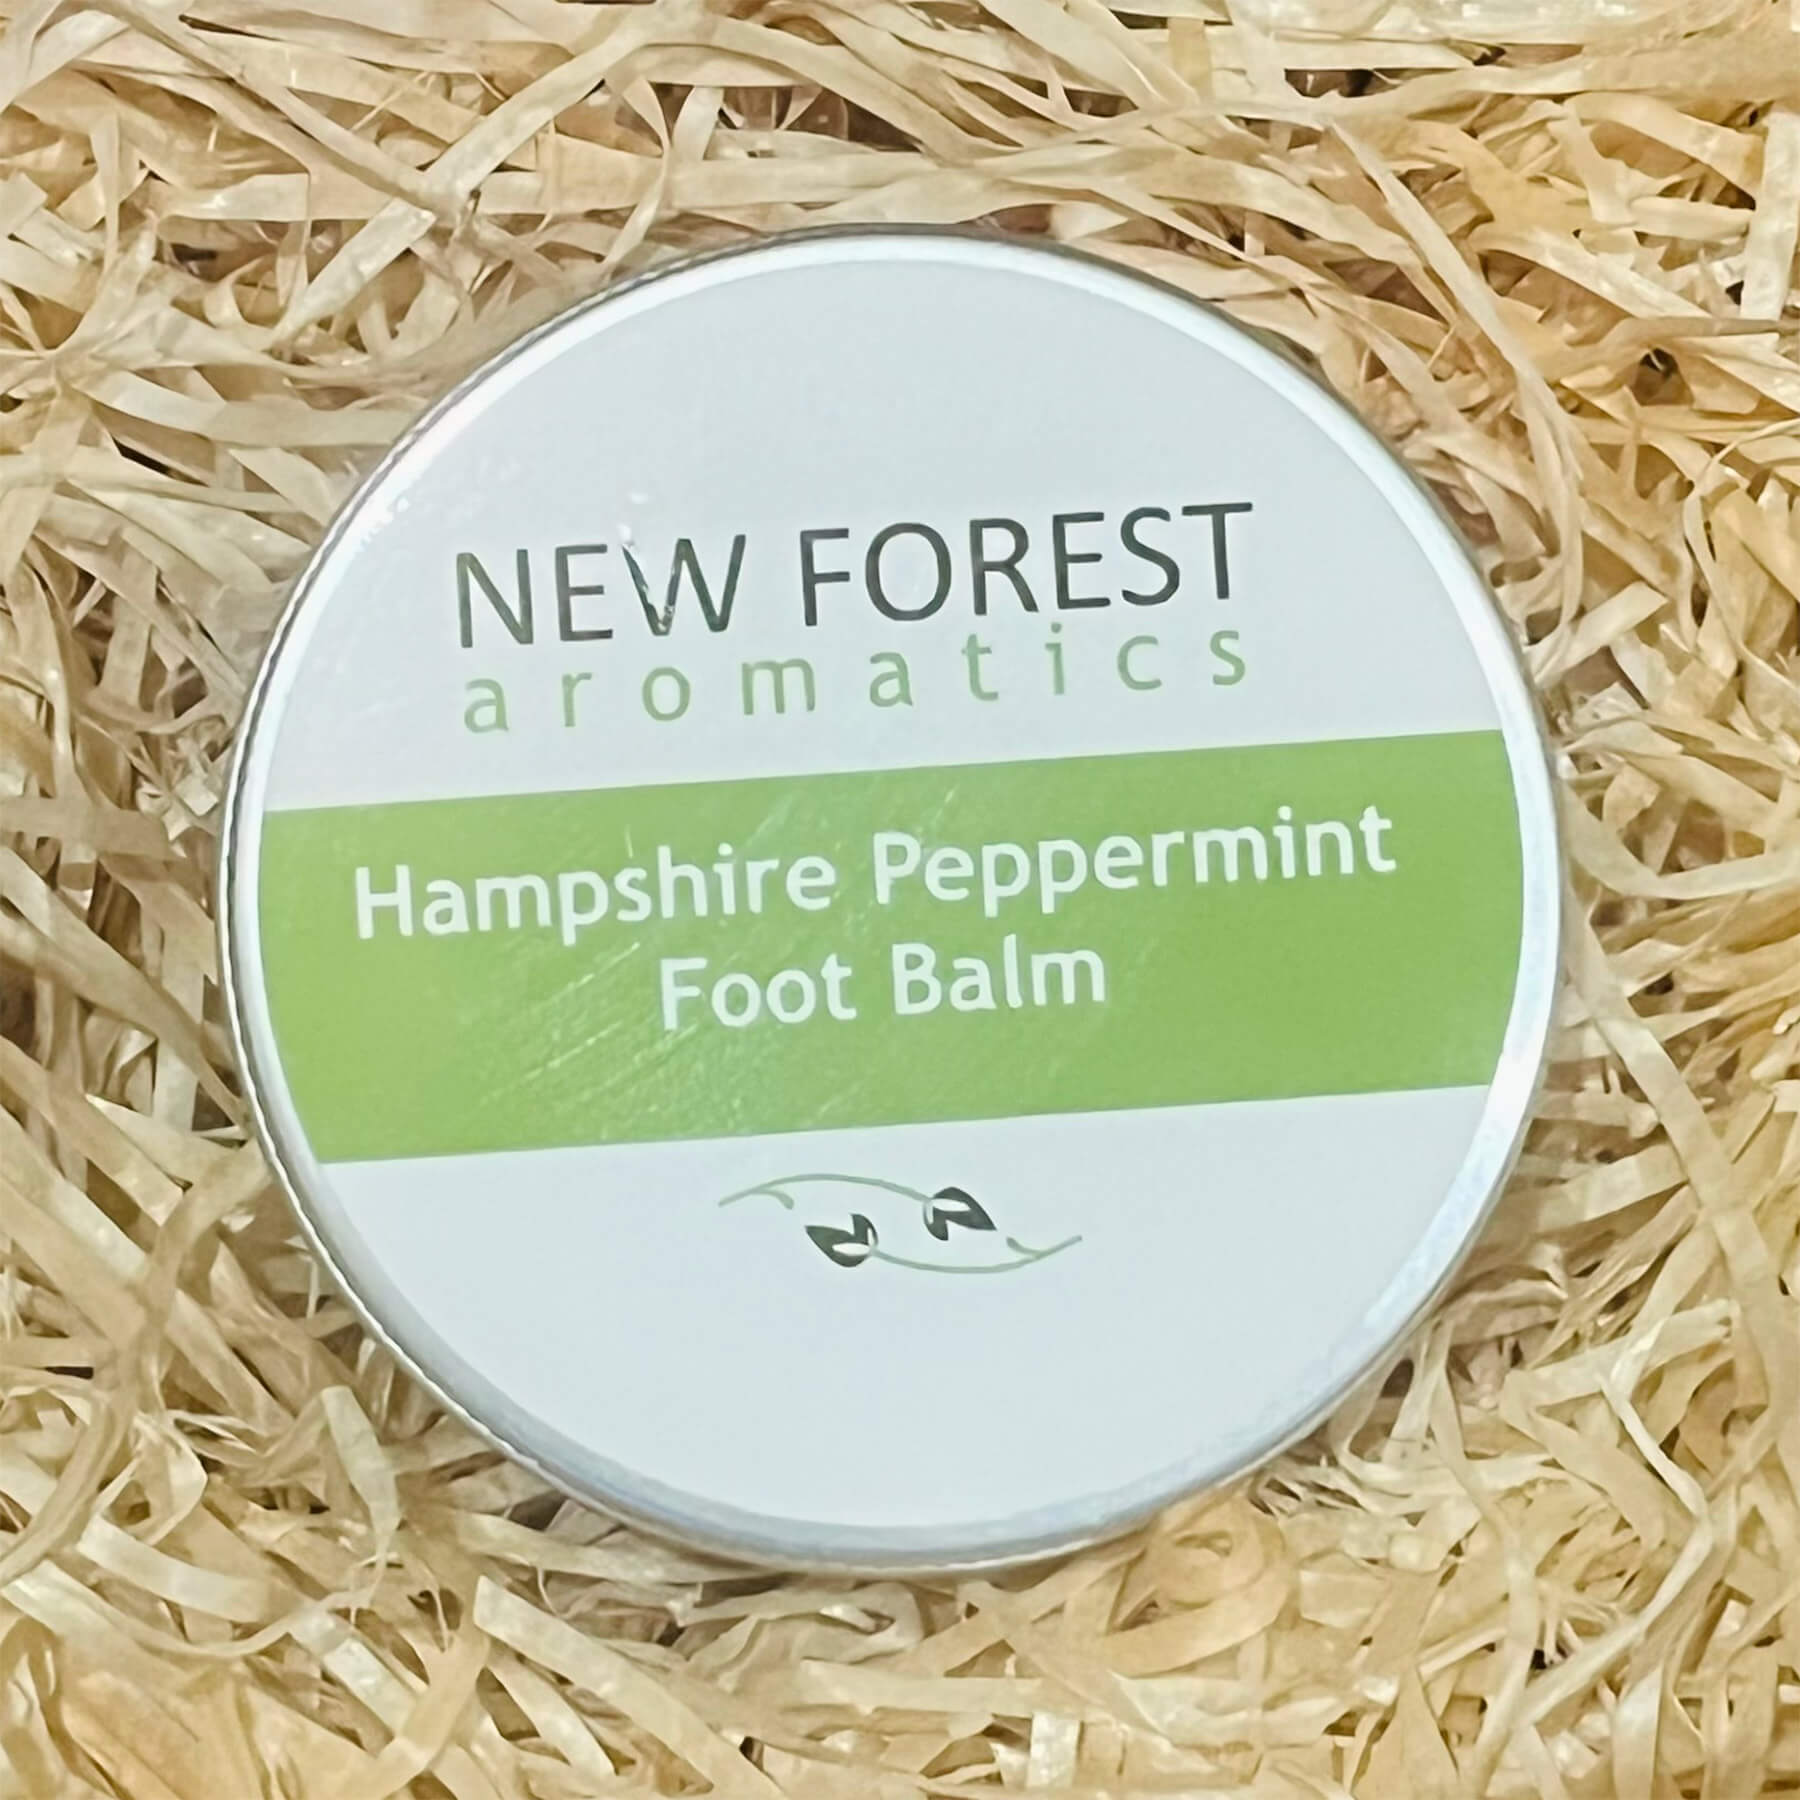 NEW FOREST
aromatics
Hampshire Peppermint
Foot Balm